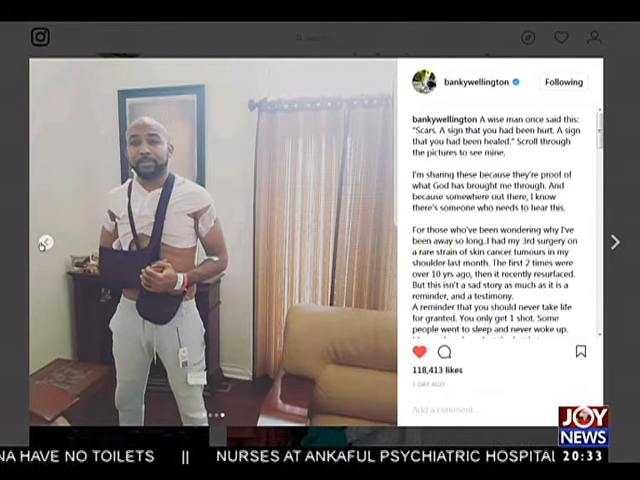 Search
bankywellington
Following
bankywellington A wise man once said this:
"Scars. A sign that you had been hurt. A sign
that you had been healed." Scroll through
the pictures to see mine.
I'm sharing these because they're proof of
what God has brought me through. And
because somewhere out there, I know
there's someone who needs to hear this.
For those who've been wondering why I've
been away so long..I had my 3rd surgery on
a rare strain of skin cancer tumours in my
shoulder last month. The first 2 times were
over 10 yrs ago, then it recently resurfaced.
But this isn't a sad story as much as it is a
reminder, and a testimony.
A reminder that you should never take life
for granted. You only get 1 shot. Some
people went to sleep and never woke up.
118,413 likes
1 DAY AGO
Add a comment...
JOY
NEWS
NA HAVE NO TOILETS || NURSES AT ANKAFUL PSYCHIATRIC HOSPITAL 20:33